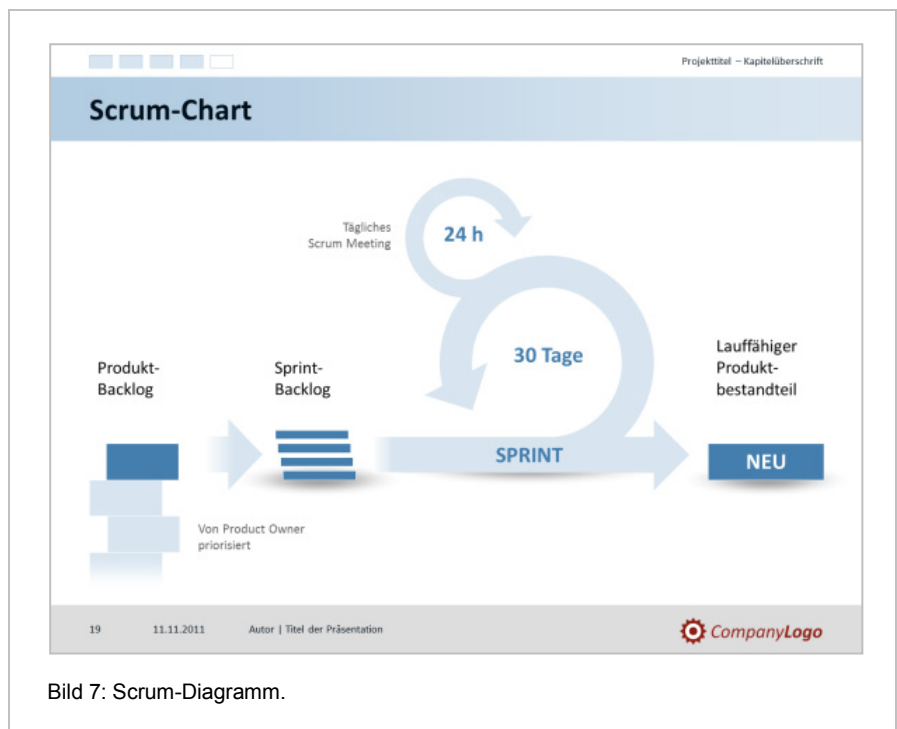 Projekttitel – Kapitelüberschrift
Scrum-Chart
Tägliches
Scrum Meeting
24 h
30 Tage
Produkt-
Backlog
Sprint-
Backlog
Lauffähiger
Produkt-
bestandteil
SPRINT
NEU
Von Product Owner
priorisiert
19 11.11.2011 Autor | Titel der Präsentation
CompanyLogo
Bild 7: Scrum-Diagramm.